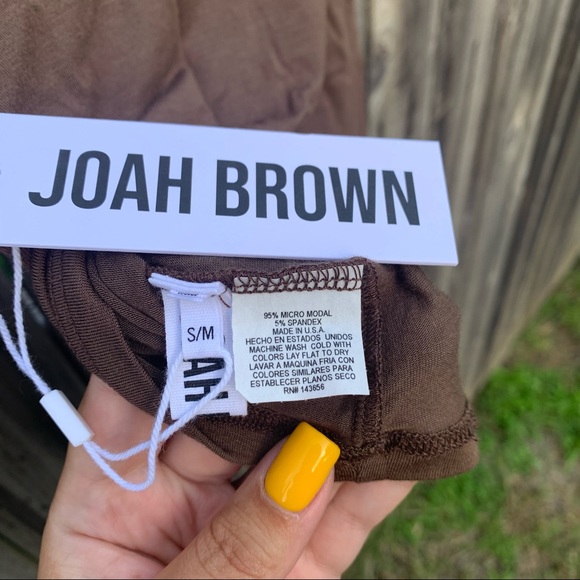 JOAH BROWN
S/M
AH
95% MICRO MODAL
5% SPANDEX
MADE IN U.S.A.
HECHO EN ESTADOS UNIDOS
MACHINE WASH COLD WITH
COLORS LAY FLAT TO DRY
LAVAR A MAQUINA FRIA CON
COLORES SIMILARES PARA
ESTABLECER PLANOS SECO
RN# 143656